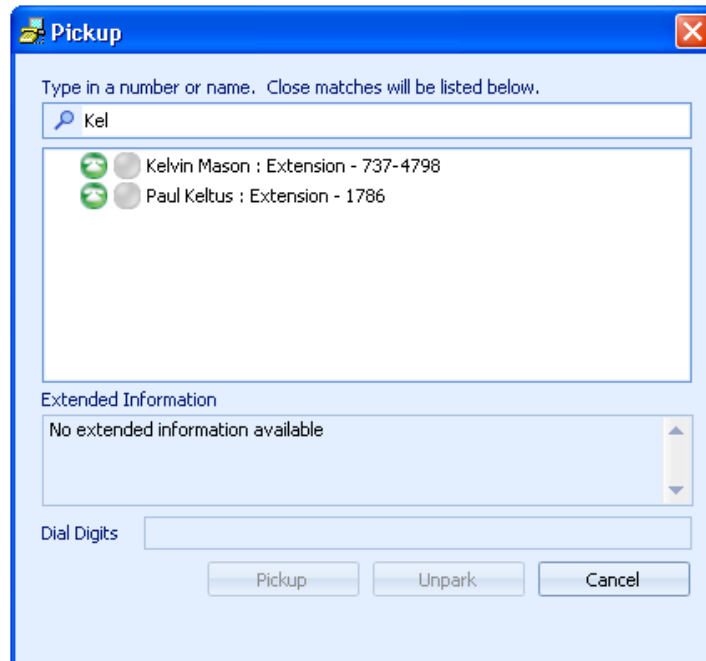 Pickup
Type in a number or name. Close matches will be listed below.
Kel
Kelvin Mason : Extension - 737-4798
Paul Keltus : Extension - 1786
Extended Information
No extended information available
Dial Digits
Pickup Unpark Cancel